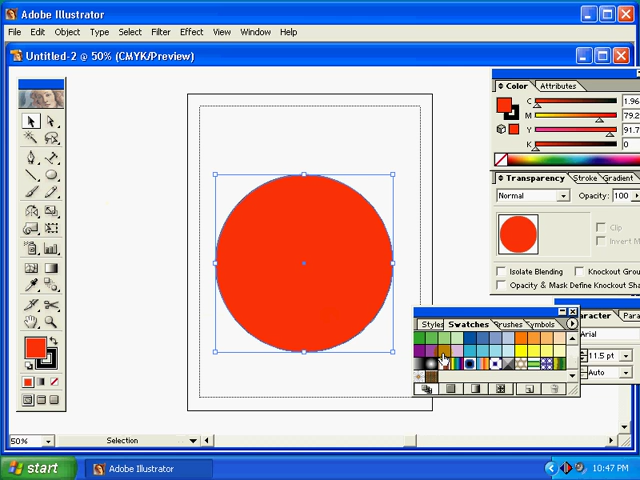 Adobe Illustrator
File Edit Object Type Select Filter Effect View Window Help
Untitled-2 @ 50% (CMYK/Preview)
Color Attributes
C 1.96
M 79.2
Y 91.7
K 0
Transparency Stroke Gradient
Normal Opacity: 100
Clip
Invert M
Isolate Blending Knockout Grou
Opacity & Mask Define Knockout Sha
Styles Swatches Brushes Symbols
aracter Para
Arial
11.5 pt
Auto
50% Selection
start Adobe Illustrator 10:47 PM